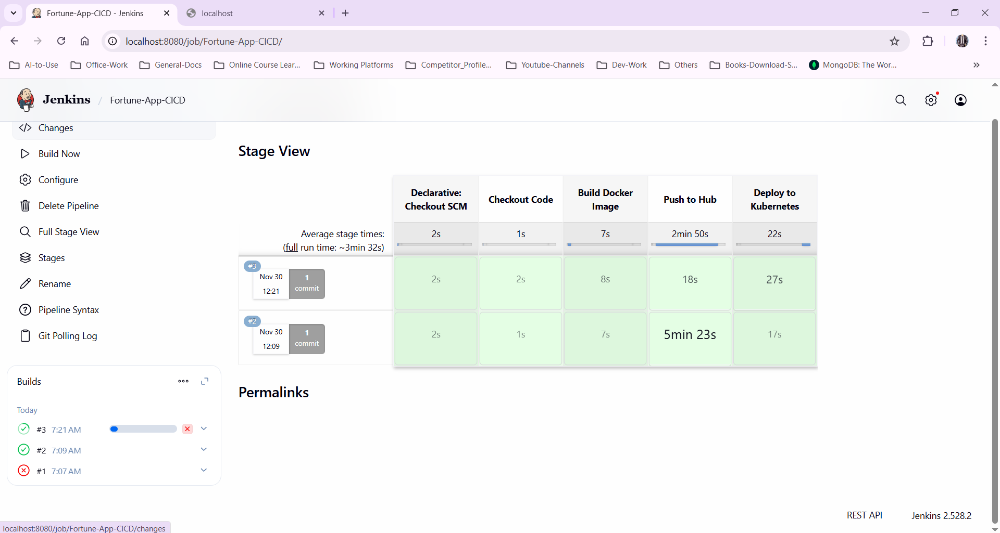 Fortune-App-CICD - Jenkins
localhost
localhost:8080/job/Fortune-App-CICD/
AI-to-Use
Office-Work
General-Docs
Online Course Lear...
Working Platforms
Competitor_Profile...
Youtube-Channels
Dev-Work
Others
Books-Download-S...
MongoDB: The Wor...
Jenkins / Fortune-App-CICD
Changes
Build Now
Configure
Delete Pipeline
Full Stage View
Stages
Rename
Pipeline Syntax
Git Polling Log
Builds
Today
#3 7:21 AM
#2 7:09 AM
#1 7:07 AM
Stage View
Declarative:
Checkout SCM
Checkout Code
Build Docker
Image
Push to Hub
Deploy to
Kubernetes
Average stage times:
(full run time: ~3min 32s)
2s
1s
7s
2min 50s
22s
#3
Nov 30
12:21
1
commit
2s
2s
8s
18s
27s
#2
Nov 30
12:09
1
commit
2s
1s
7s
5min 23s
17s
Permalinks
REST API
Jenkins 2.528.2
localhost:8080/job/Fortune-App-CICD/changes